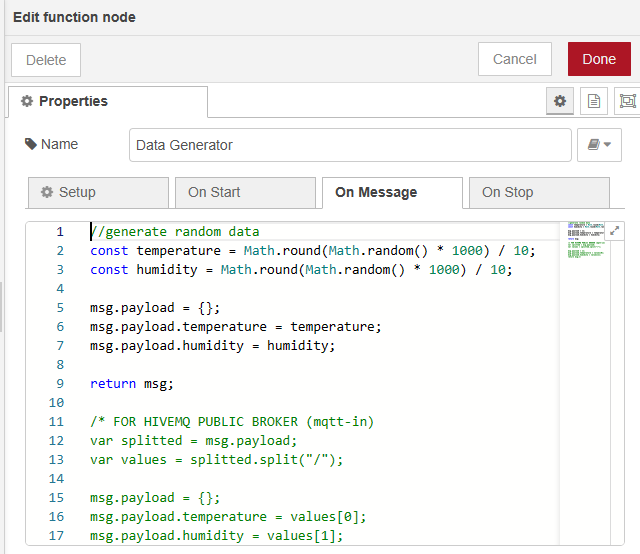 Edit function node
Delete
Cancel
Done
Properties
Name
Data Generator
Setup
On Start
On Message
On Stop
1 //generate random data
2 const temperature = Math.round(Math.random() * 1000) / 10;
3 const humidity = Math.round(Math.random() * 1000) / 10;
4
5 msg.payload = {};
6 msg.payload.temperature = temperature;
7 msg.payload.humidity = humidity;
8
9 return msg;
10
11 /* FOR HIVEMQ PUBLIC BROKER (mqtt-in)
12 var splitted = msg.payload;
13 var values = splitted.split("/");
14
15 msg.payload = {};
16 msg.payload.temperature = values[0];
17 msg.payload.humidity = values[1];